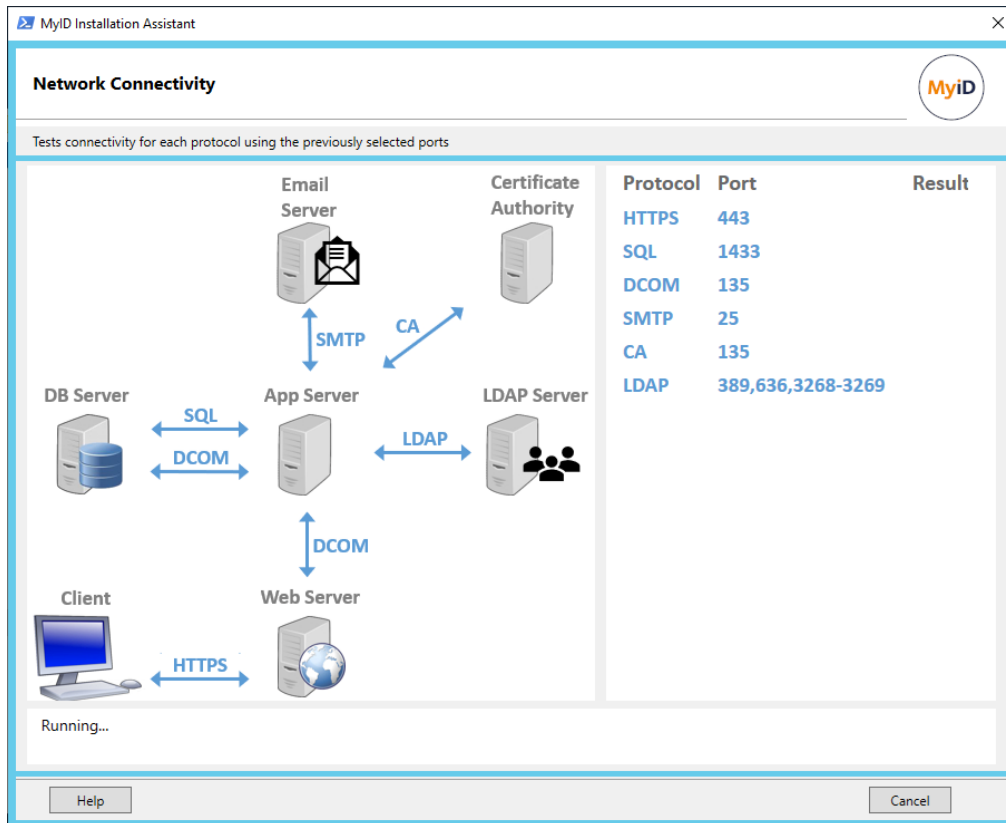 MyID Installation Assistant
Network Connectivity
MyiD
Tests connectivity for each protocol using the previously selected ports
Email
Server
Certificate
Authority
SMTP
CA
DB Server
App Server
LDAP Server
SQL
DCOM
LDAP
DCOM
Client
Web Server
HTTPS
Protocol Port Result
HTTPS 443
SQL 1433
DCOM 135
SMTP 25
CA 135
LDAP 389,636,3268-3269
Running...
Help
Cancel